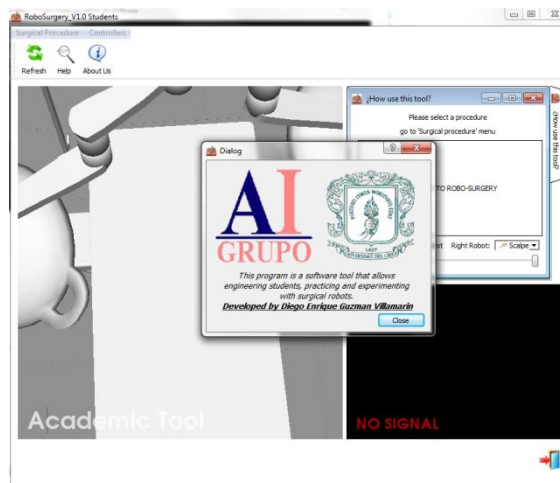 RoboSurgery_V1.0 Students
Surgical Procedure Controllers
Refresh Help About Us
¿How use this tool?
Please select a procedure
go to 'Surgical procedure' menu
TO ROBO-SURGERY
Right Robot: Scalpe
¿How use this tool?
Dialog
AI
GRUPO
This program is a software tool that allows
engineering students, practicing and experimenting
with surgical robots.
Developed by Diego Enrique Guzman Villamarin
Close
Academic Tool
NO SIGNAL